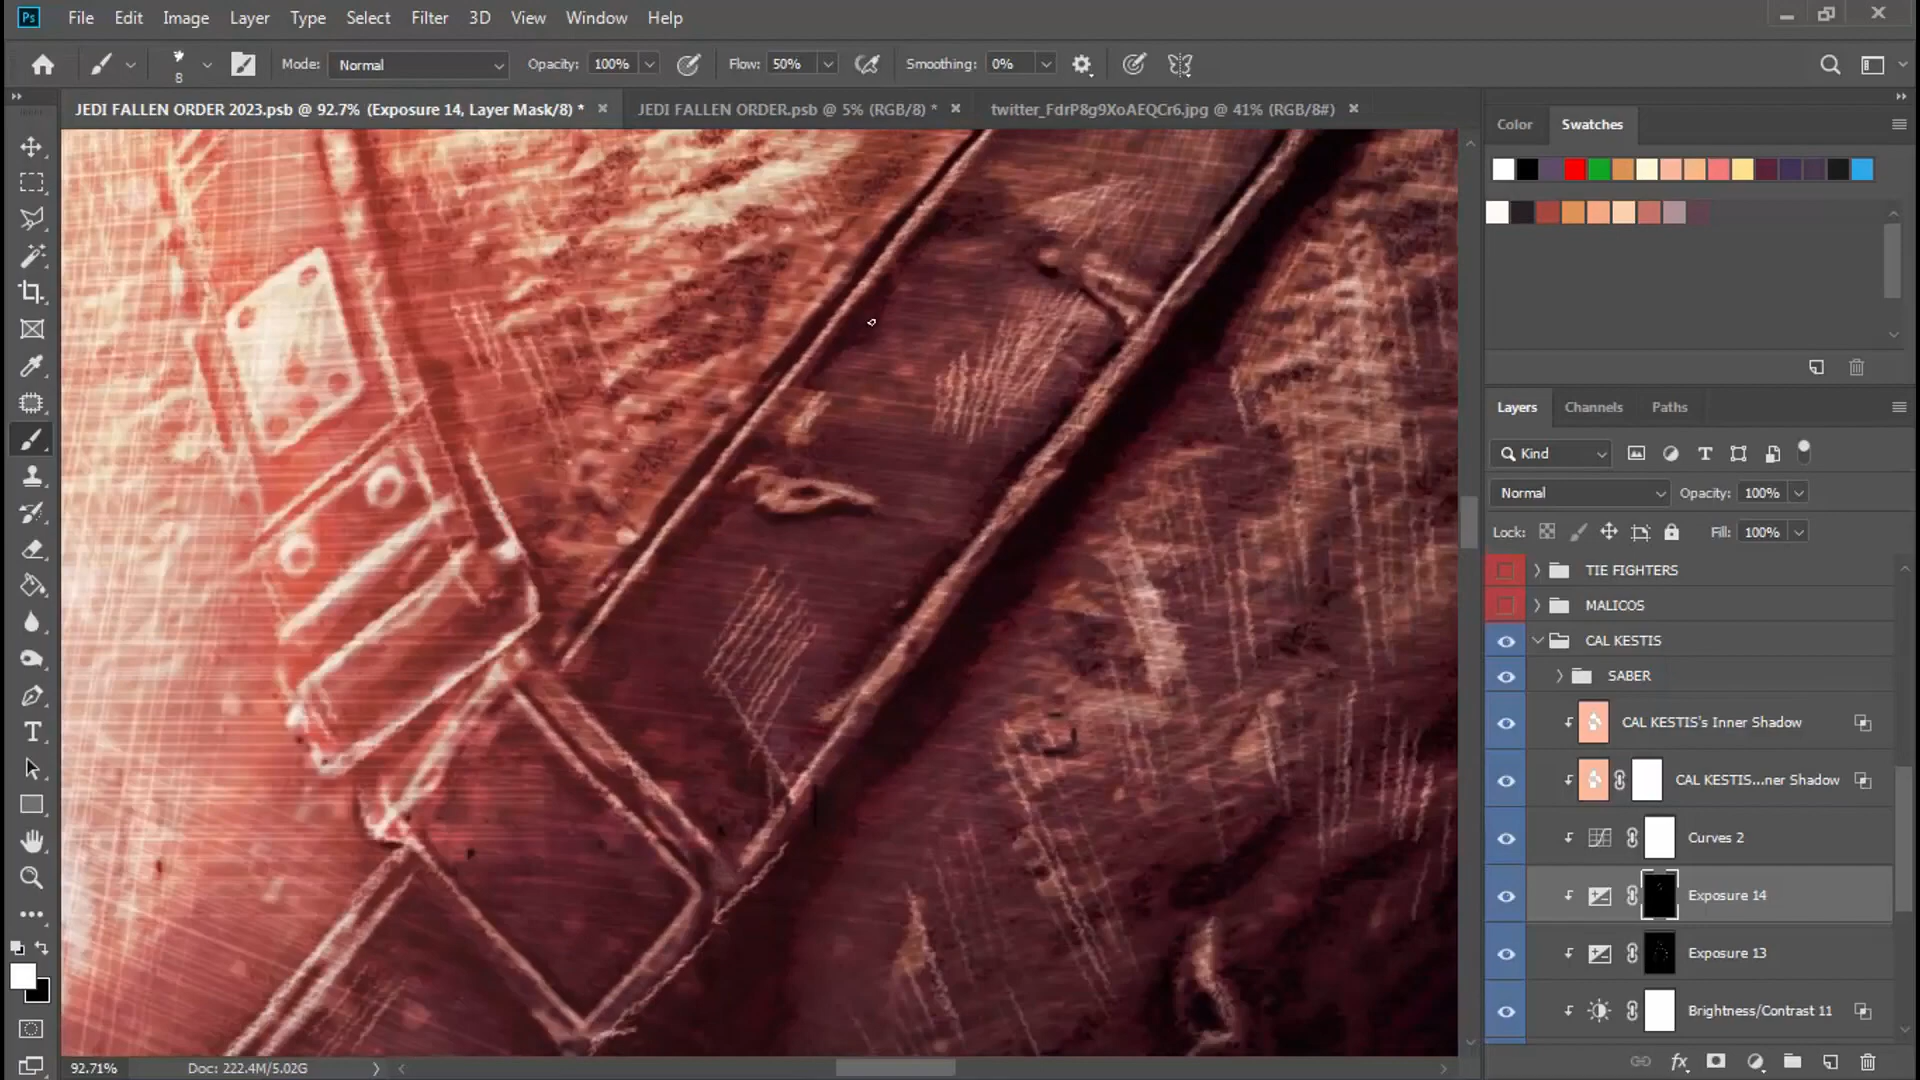 Ps File Edit Image Layer Type Select Filter 3D View Window Help
8 Mode: Normal Opacity: 100% Flow: 50% Smoothing: 0%
JEDI FALLEN ORDER 2023.psb @ 92.7% (Exposure 14, Layer Mask/8) * JEDI FALLEN ORDER.psb @ 5% (RGB/8) * twitter_FdrP8g9XoAEQCr6.jpg @ 41% (RGB/8#)
Color Swatches
Layers Channels Paths
Kind
Normal Opacity: 100%
Lock: Fill: 100%
TIE FIGHTERS
MALICOS
CAL KESTIS
SABER
CAL KESTIS's Inner Shadow
CAL KESTIS...ner Shadow
Curves 2
Exposure 14
Exposure 13
Brightness/Contrast 11
92.71% Doc: 222.4M/5.02G